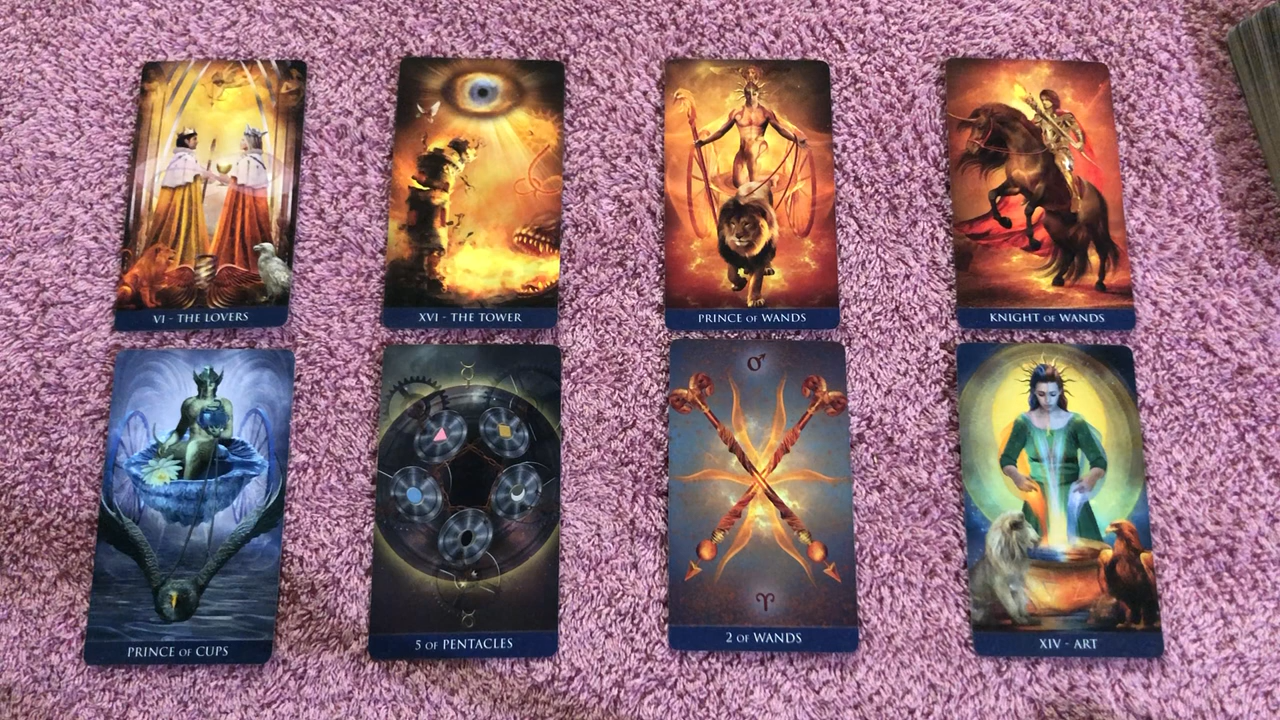 VI - THE LOVERS
XVI - THE TOWER
PRINCE OF WANDS
KNIGHT OF WANDS
PRINCE OF CUPS
5 OF PENTACLES
2 OF WANDS
XIV - ART